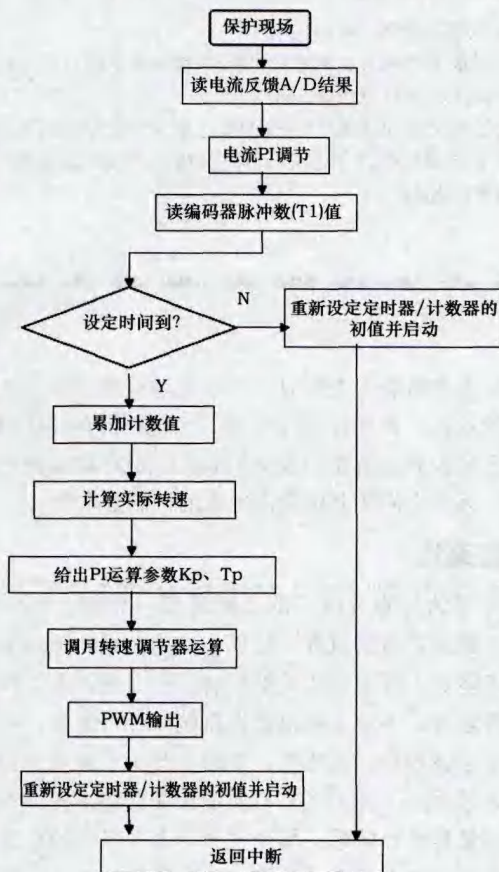 保护现场
读电流反馈A/D结果
电流PI调节
读编码器脉冲数(T1)值
设定时间到?
N
重新设定定时器/计数器的
初值并启动
Y
累加计数值
计算实际转速
给出PI运算参数Kp、Tp
调月转速调节器运算
PWM输出
重新设定定时器/计数器的初值并启动
返回中断